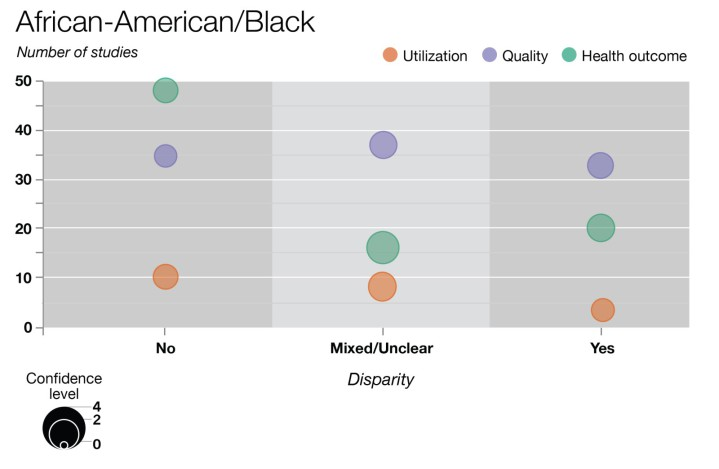 African-American/Black
Number of studies
Utilization Quality Health outcome
50
40
30
20
10
0
No Mixed/Unclear Yes
Disparity
Confidence
level
4
2
0